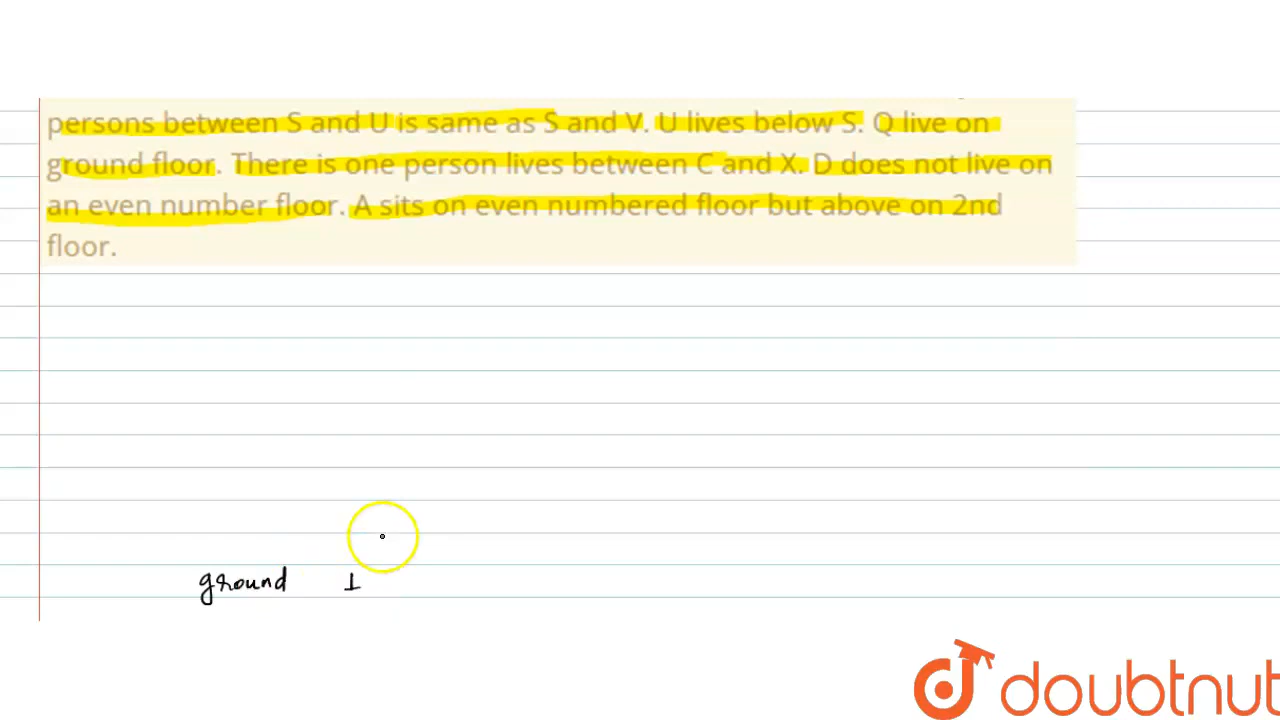 persons between S and U is same as S and V. U lives below S. Q live on
ground floor. There is one person lives between C and X. D does not live on
an even number floor. A sits on even numbered floor but above on 2nd
floor.
ground 1
doubtnut